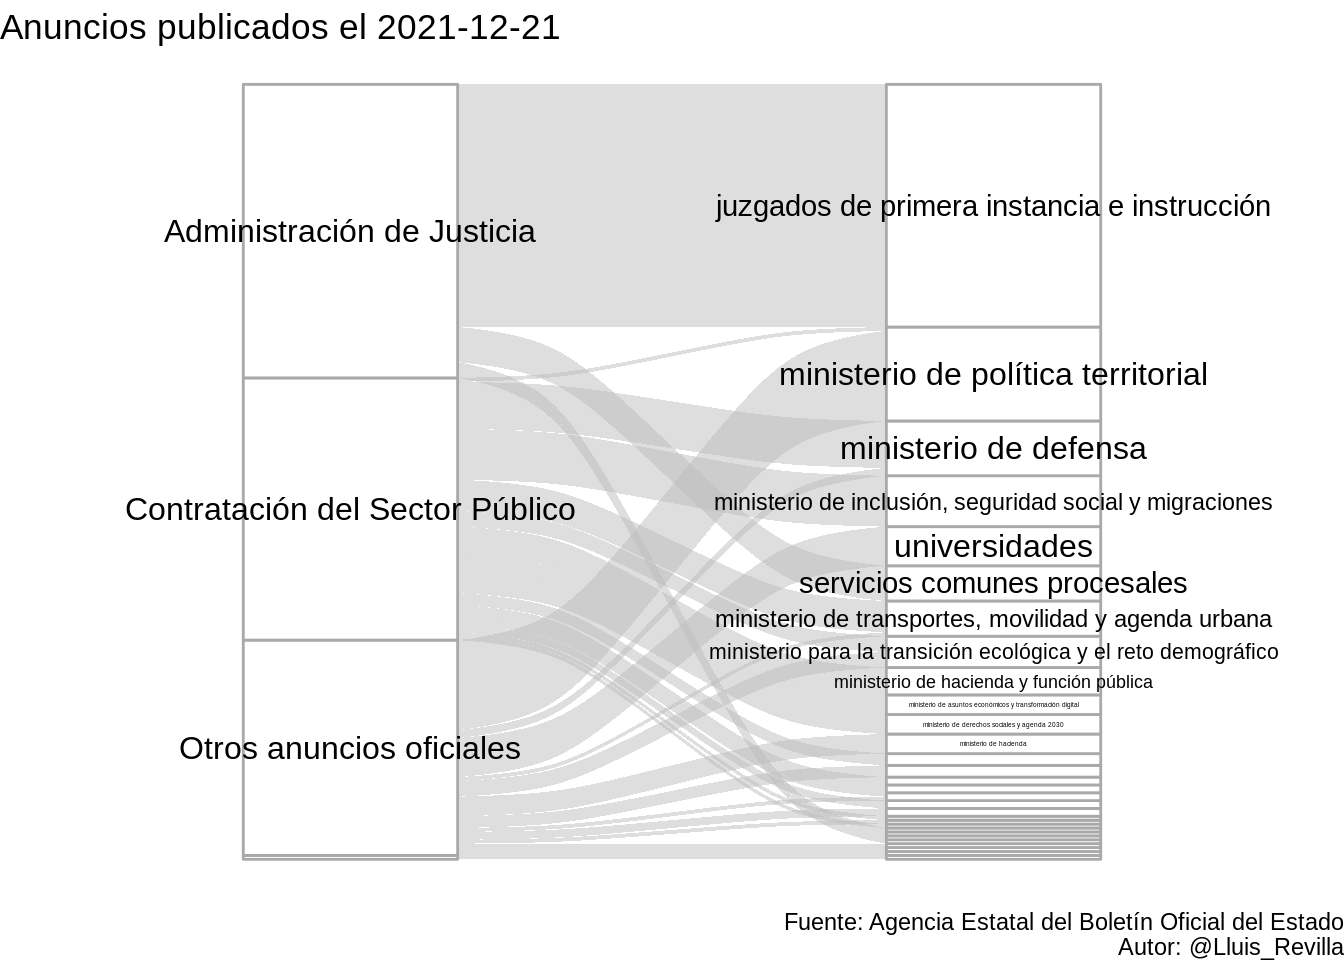 Anuncios publicados el 2021-12-21
Administración de Justicia
Contratación del Sector Público
Otros anuncios oficiales
juzgados de primera instancia e instrucción
ministerio de política territorial
ministerio de defensa
ministerio de inclusión, seguridad social y migraciones
universidades
servicios comunes procesales
ministerio de transportes, movilidad y agenda urbana
ministerio para la transición ecológica y el reto demográfico
ministerio de hacienda y función pública
ministerio de asuntos económicos y transformación digital
ministerio de derechos sociales y agenda 2030
ministerio de hacienda
Fuente: Agencia Estatal del Boletín Oficial del Estado
Autor: @Lluis_Revilla